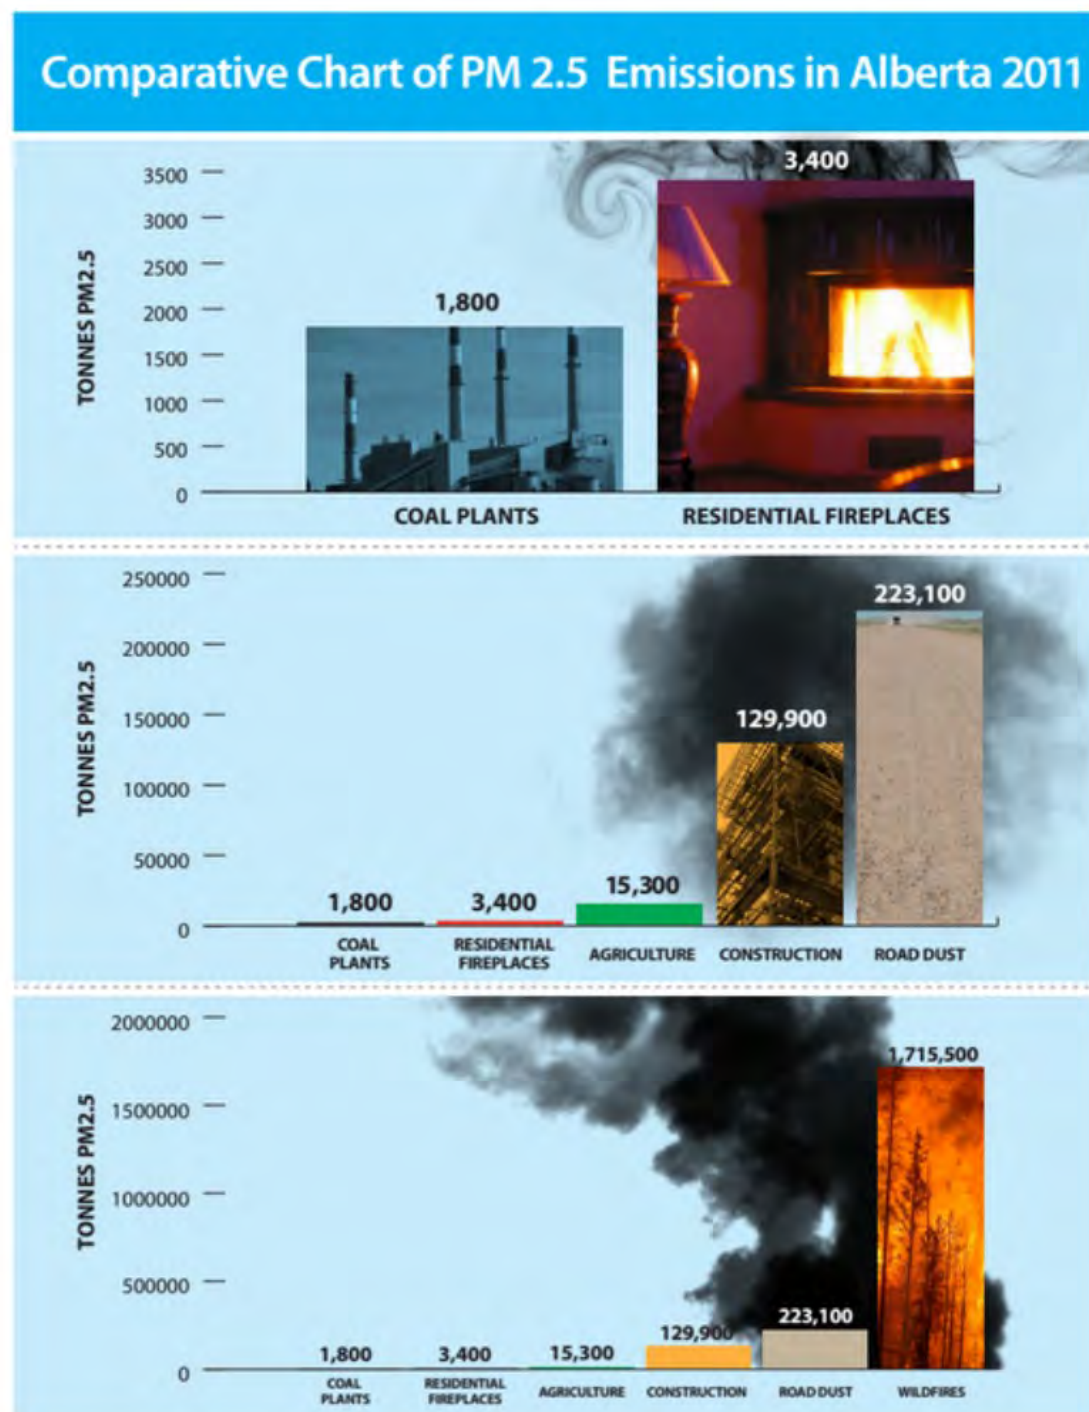 Comparative Chart of PM 2.5 Emissions in Alberta 2011
TONNES PM2.5
3500
3000
2500
2000
1500
1000
500
0
1,800
3,400
COAL PLANTS
RESIDENTIAL FIREPLACES
TONNES PM2.5
250000
200000
150000
100000
50000
0
1,800
3,400
15,300
129,900
223,100
COAL
PLANTS
RESIDENTIAL
FIREPLACES
AGRICULTURE
CONSTRUCTION
ROAD DUST
TONNES PM2.5
2000000
1500000
1000000
500000
0
1,800
3,400
15,300
129,900
223,100
1,715,500
COAL
PLANTS
RESIDENTIAL
FIREPLACES
AGRICULTURE
CONSTRUCTION
ROAD DUST
WILDFIRES